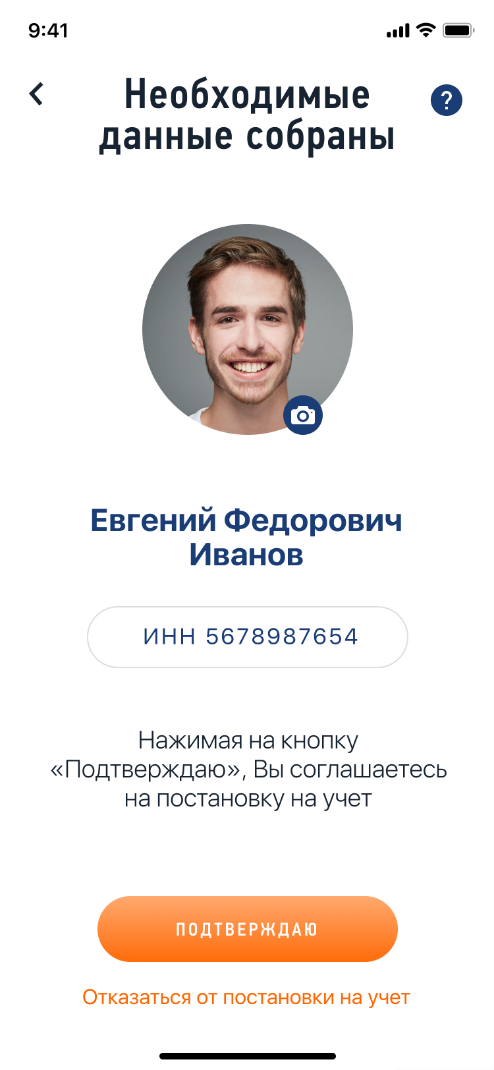 9:41
Необходимые
данные собраны
?
Евгений Федорович
Иванов
ИНН 5678987654
Нажимая на кнопку
«Подтверждаю», Вы соглашаетесь
на постановку на учет
ПОДТВЕРЖДАЮ
Отказаться от постановки на учет